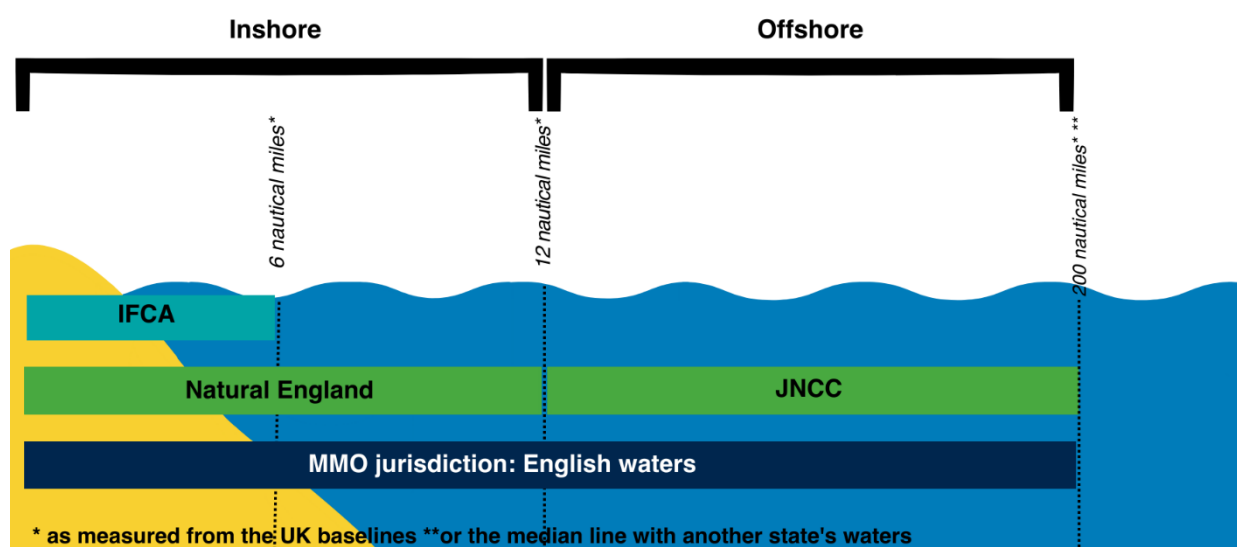 Inshore
Offshore
6 nautical miles*
12 nautical miles*
200 nautical miles* **
IFCA
Natural England
JNCC
MMO jurisdiction: English waters
* as measured from the UK baselines **or the median line with another state's waters